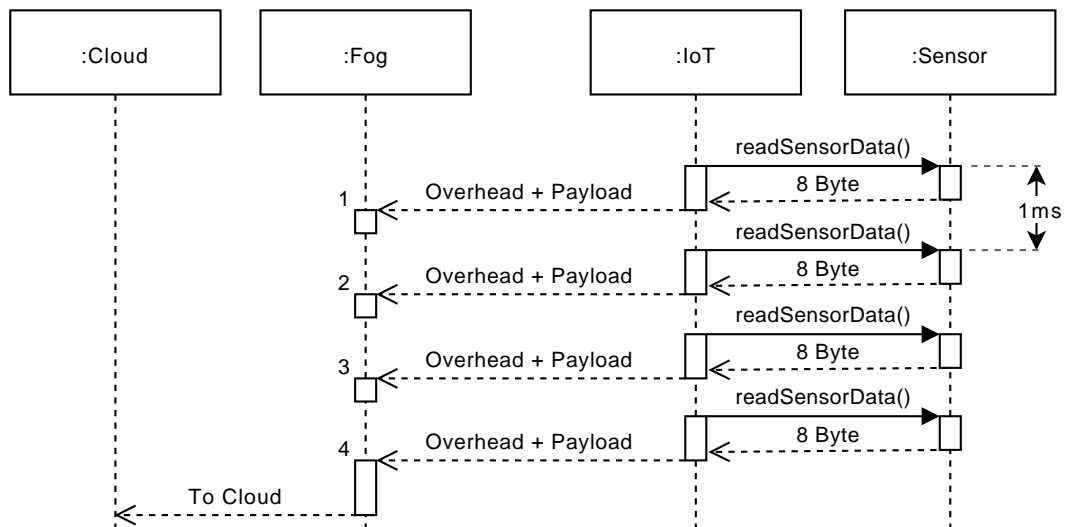 :Cloud
:Fog
:IoT
:Sensor
readSensorData()
8 Byte
1
Overhead + Payload
1ms
readSensorData()
8 Byte
2
Overhead + Payload
readSensorData()
8 Byte
3
Overhead + Payload
readSensorData()
8 Byte
4
Overhead + Payload
To Cloud